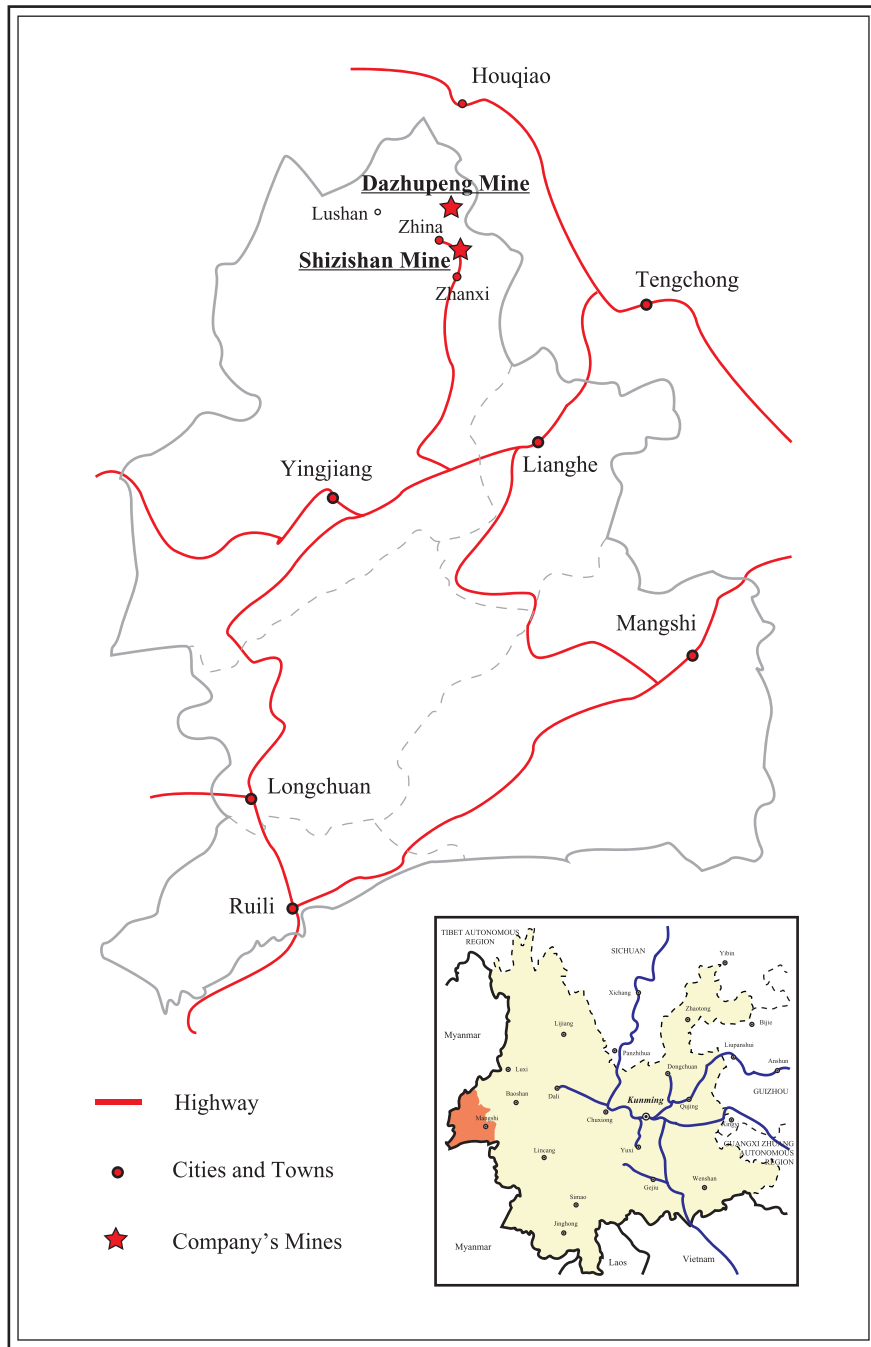 Houqiao
Dazhupeng Mine
Lushan
Zhina
Shizishan Mine
Zhanxi
Tengchong
Lianghe
Yingjiang
Mangshi
Longchuan
Ruili
Highway
Cities and Towns
Company's Mines
TIBET AUTONOMOUS
REGION
SICHUAN
Yibin
Xichang
Zhaotong
Bijie
Lijiang
Myanmar
Panzhihua
Liupanshui
Anshun
Luxi
Dongchuan
GUIZHOU
Baoshan
Dali
Kunming
Qujing
Chuxiong
Mangshi
Xingyi
GUANGXI ZHUANG
AUTONOMOUS
REGION
Lincang
Yuxi
Gejiu
Wenshan
Simao
Jinghong
Myanmar
Laos
Vietnam